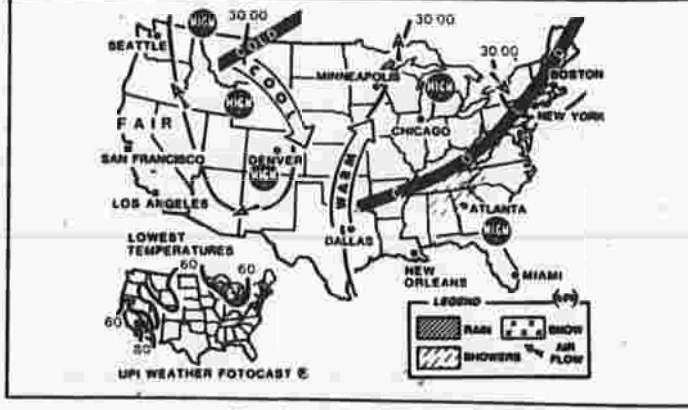 30.00
HIGH
30.00
SEATTLE
COLD
30.00
COOL
MINNEAPOLIS
HIGH
BOSTON
HIGH
NEW YORK
FAIR
CHICAGO
SAN FRANCISCO
DENVER
WARM
HIGH
LOS ANGELES
ATLANTA
DALLAS
HIGH
LOWEST
TEMPERATURES
60
60
NEW
ORLEANS
MIAMI
LEGEND
UPI
60
RAIN
SNOW
80
SHOWERS
AIR
FLOW
UPI WEATHER FOTOCAST ®